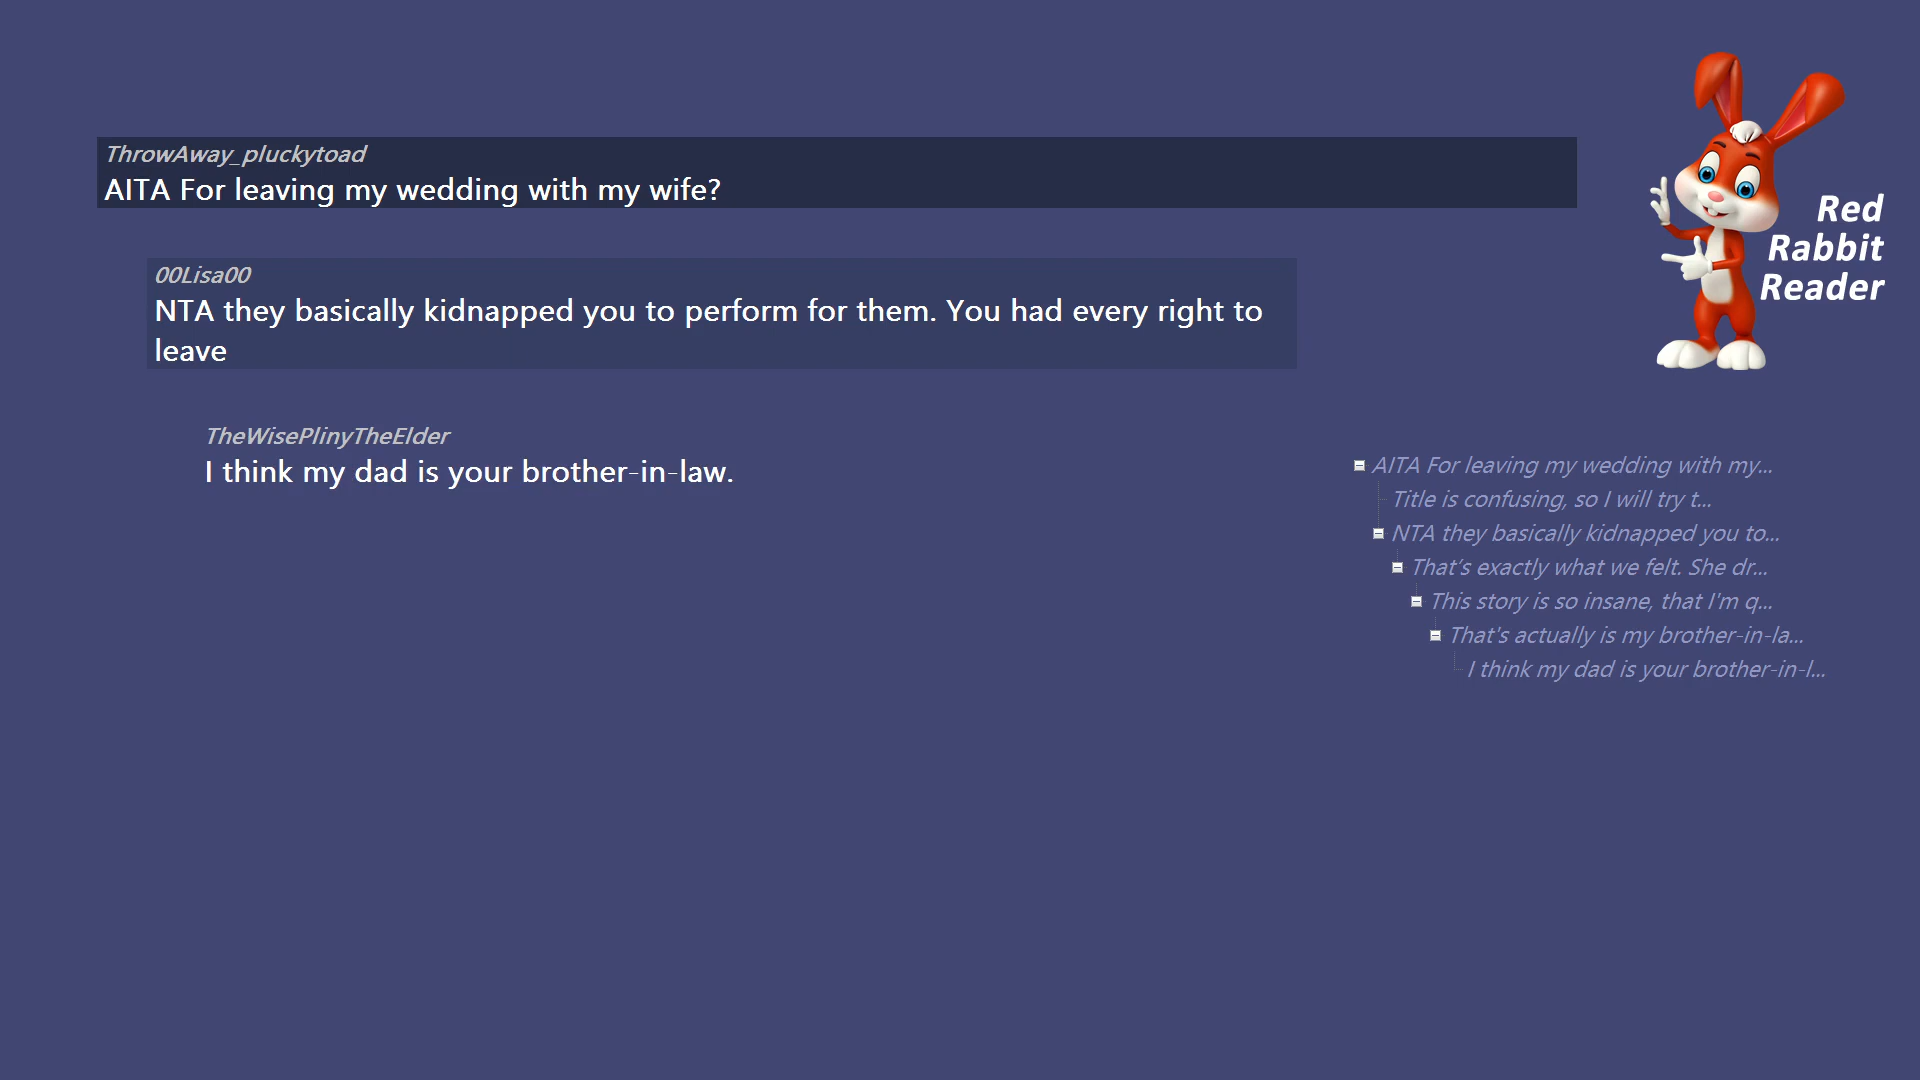 ThrowAway_pluckytoad
AITA For leaving my wedding with my wife?
00Lisa00
NTA they basically kidnapped you to perform for them. You had every right to
leave
TheWisePlinyTheElder
I think my dad is your brother-in-law.
Red
Rabbit
Reader
AITA For leaving my wedding with my...
Title is confusing, so I will try t...
NTA they basically kidnapped you to...
That's exactly what we felt. She dr...
This story is so insane, that I'm q...
That's actually is my brother-in-la...
I think my dad is your brother-in-l...